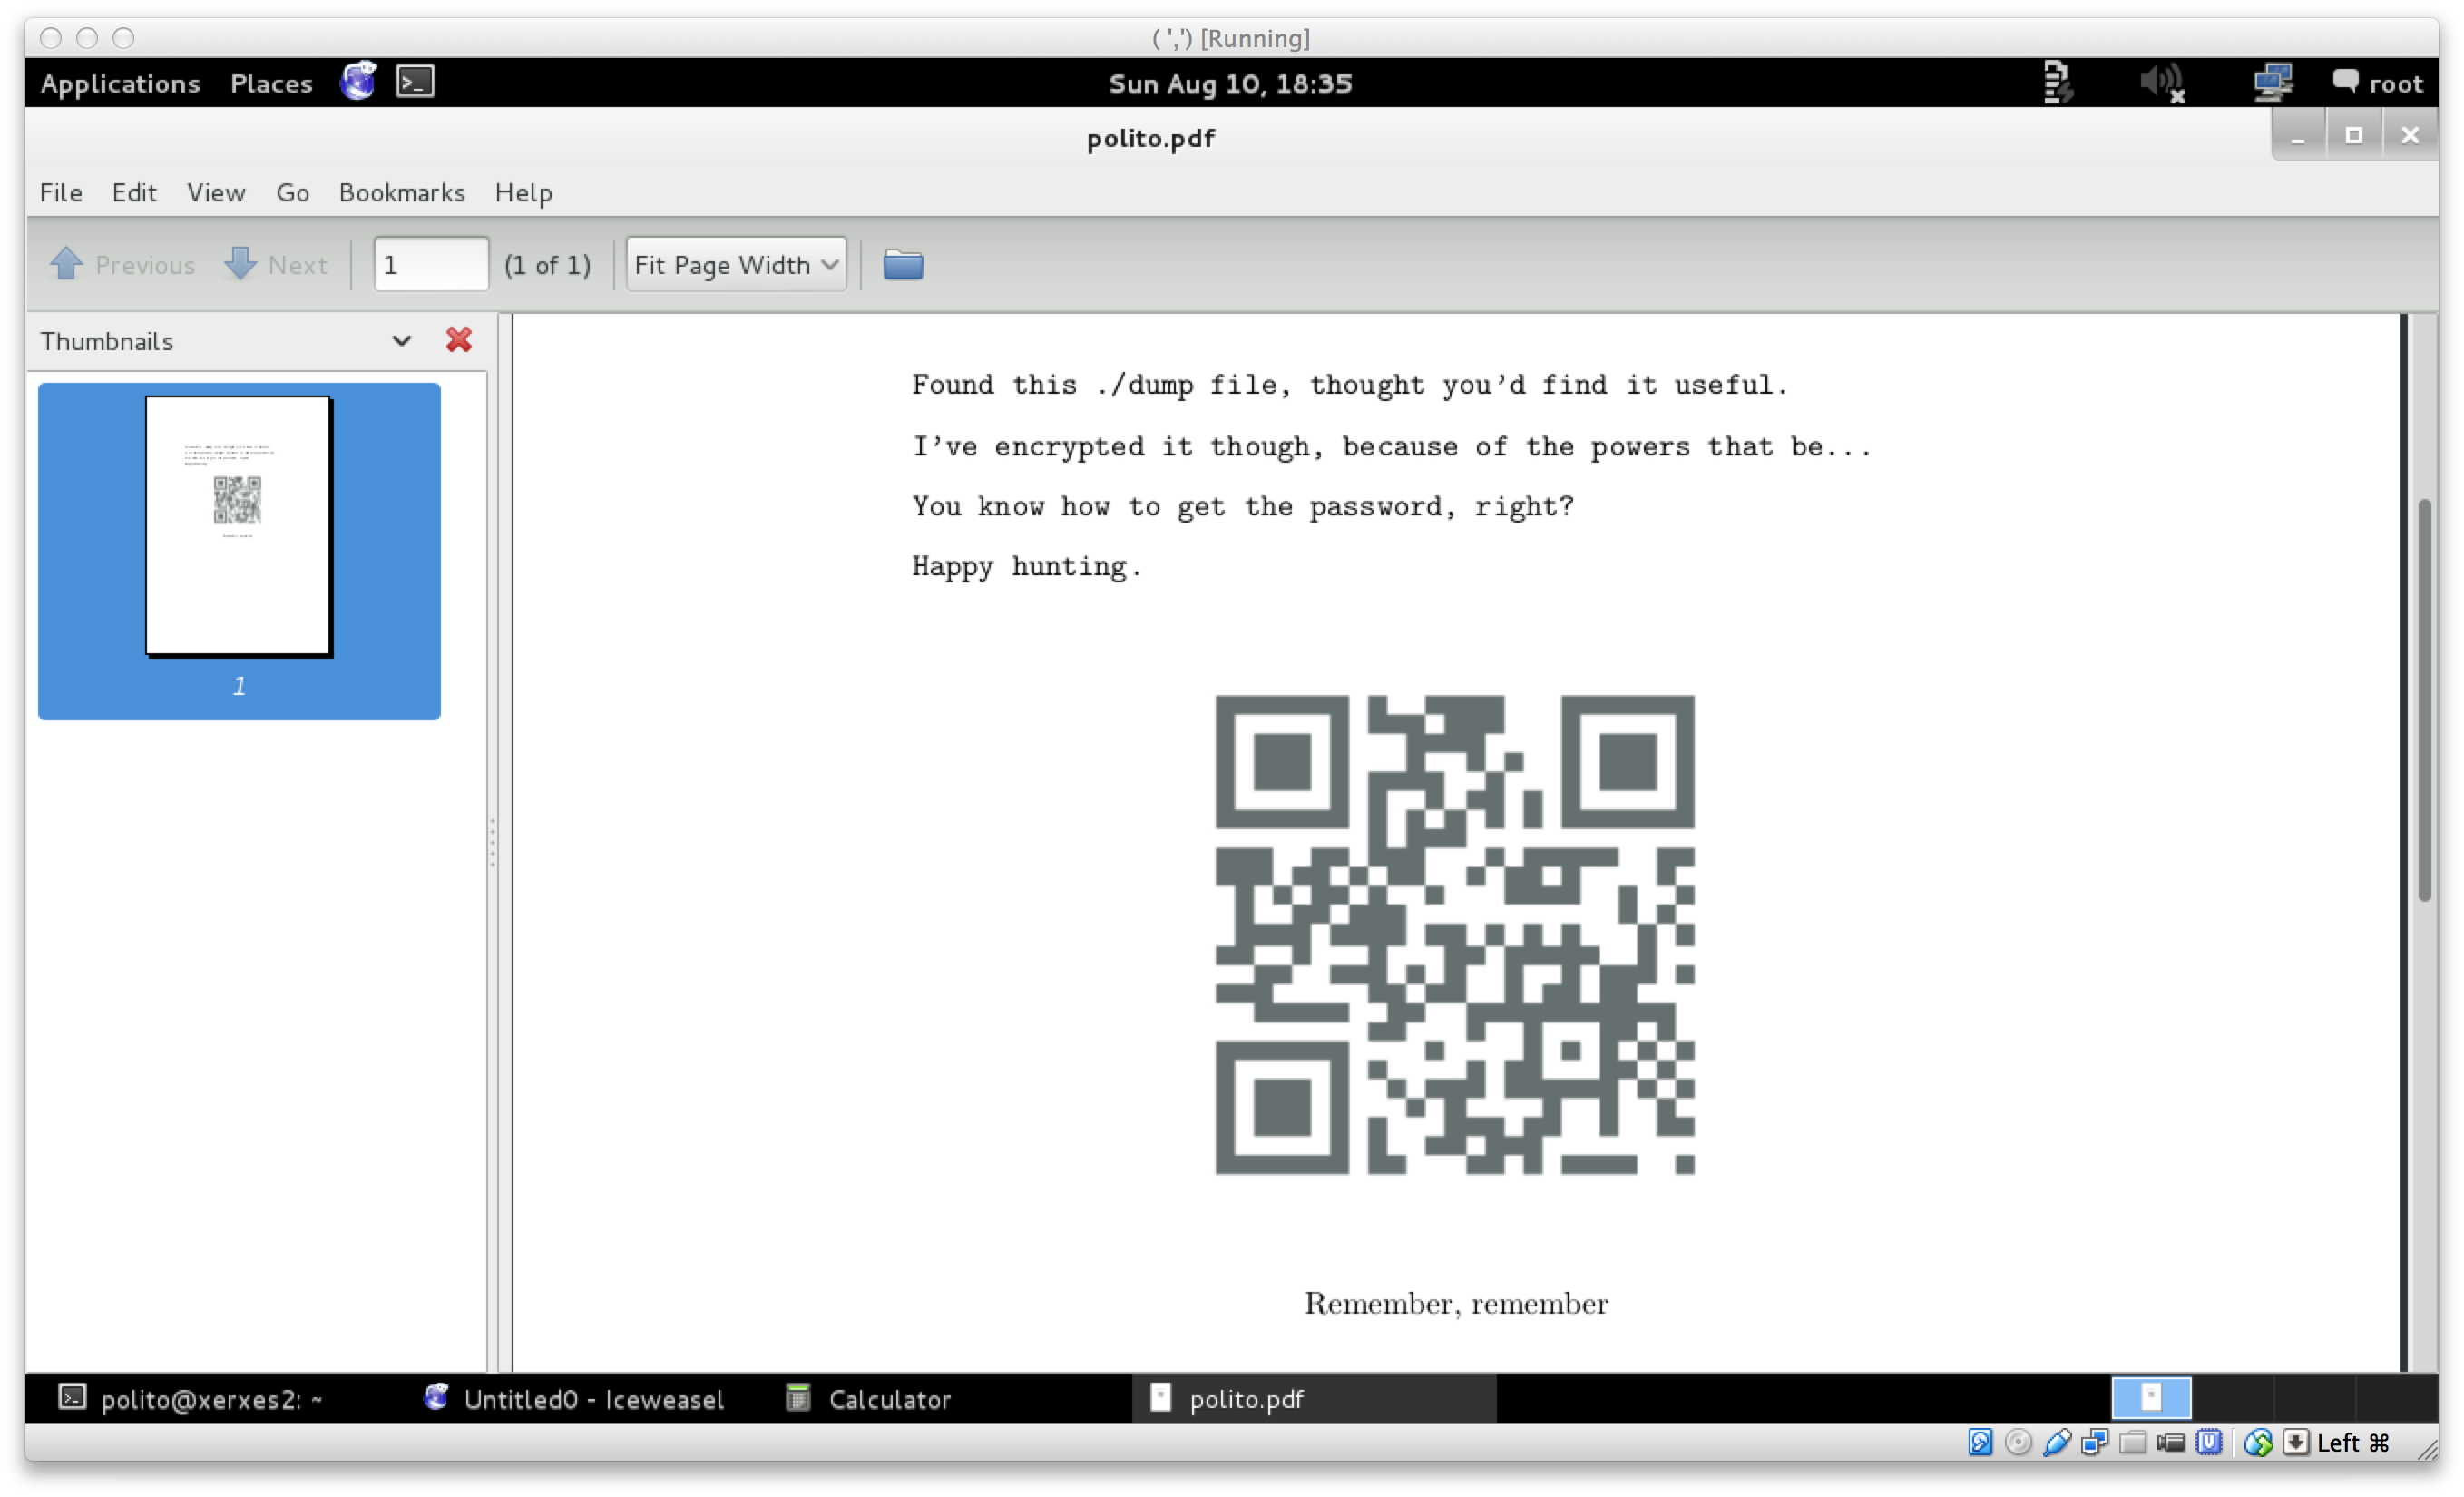 ( ',') [Running]
Applications Places Sun Aug 10, 18:35 root
polito.pdf
File Edit View Go Bookmarks Help
Previous Next 1 (1 of 1) Fit Page Width
Thumbnails
1
Found this ./dump file, thought you'd find it useful.
I've encrypted it though, because of the powers that be...
You know how to get the password, right?
Happy hunting.
Remember, remember
polito@xerxes2: ~ Untitled0 - Iceweasel Calculator polito.pdf
Left ⌘